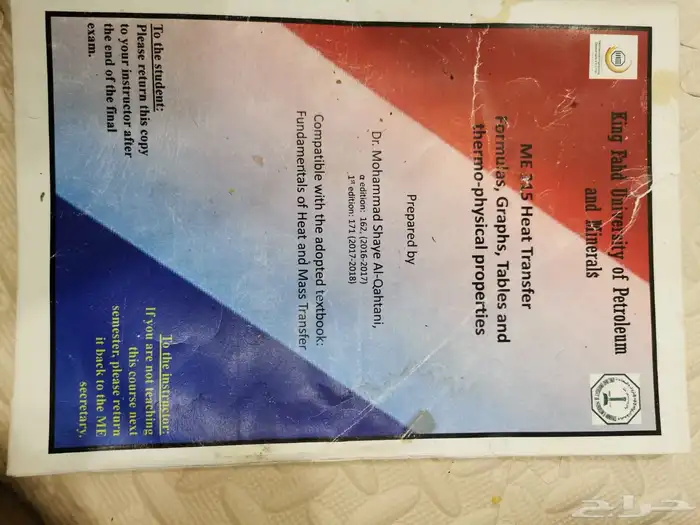 King Fahd University of Petroleum
and Minerals
ME 315 Heat Transfer
Formulas, Graphs, Tables and
thermo-physical properties
Prepared by
Dr. Mohammad Shaye Al-Qahtani,
α edition: 162, (2016-2017)
1st edition: 171 (2017-2018)
Compatible with the adopted textbook:
Fundamentals of Heat and Mass Transfer
To the student:
Please return this copy
to your instructor after
the end of the final
exam.
To the instructor:
If you are not teaching
this course next
semester, please return
it back to the ME
secretary.
حراج